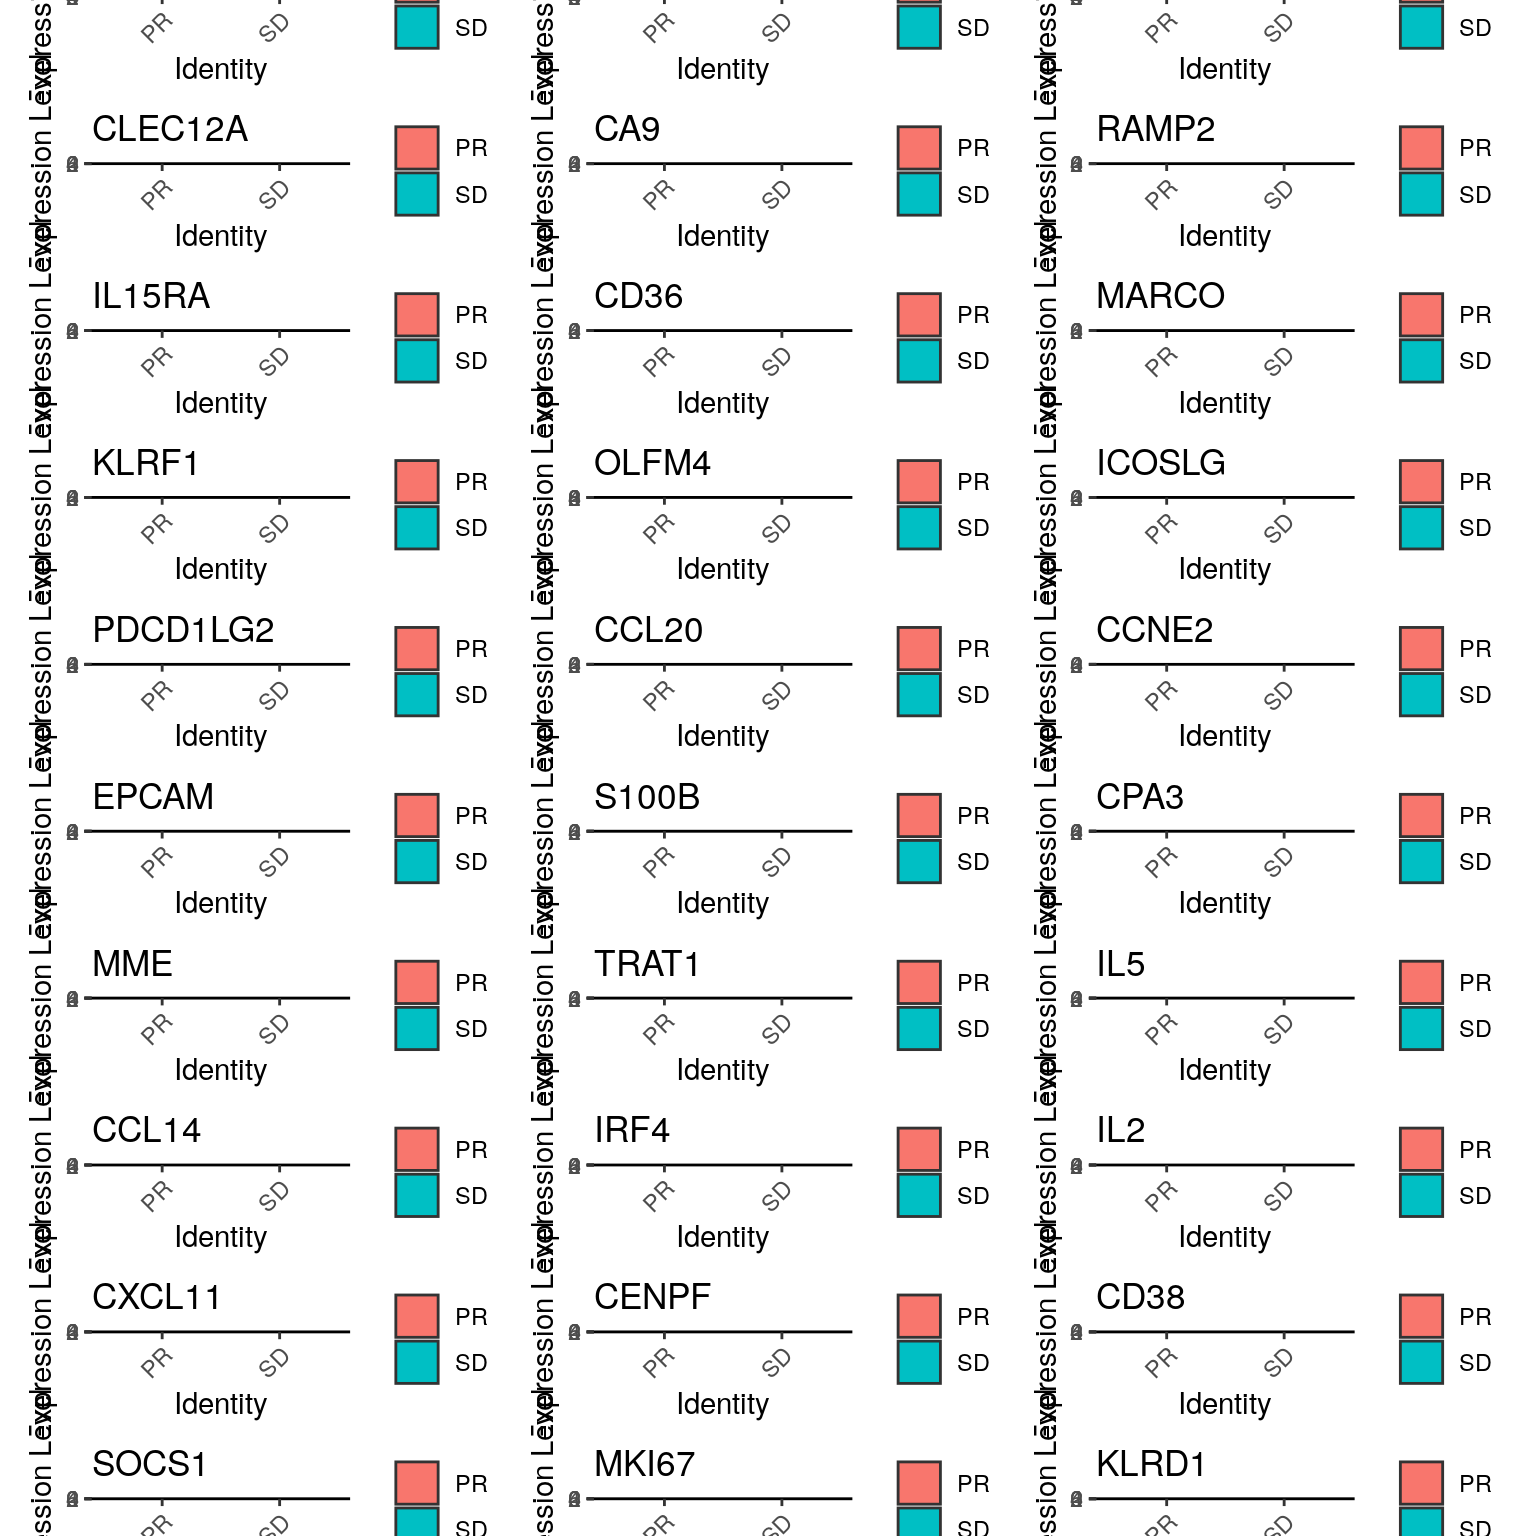 PR SD SD PR SD SD PR SD SD
Identity Identity Identity
CLEC12A PR CA9 PR RAMP2 PR
SD SD SD
PR SD PR SD PR SD
Identity Identity Identity
IL15RA PR CD36 PR MARCO PR
SD SD SD
PR SD PR SD PR SD
Identity Identity Identity
KLRF1 PR OLFM4 PR ICOSLG PR
SD SD SD
PR SD PR SD PR SD
Identity Identity Identity
PDCD1LG2 PR CCL20 PR CCNE2 PR
SD SD SD
PR SD PR SD PR SD
Identity Identity Identity
EPCAM PR S100B PR CPA3 PR
SD SD SD
PR SD PR SD PR SD
Identity Identity Identity
MME PR TRAT1 PR IL5 PR
SD SD SD
PR SD PR SD PR SD
Identity Identity Identity
CCL14 PR IRF4 PR IL2 PR
SD SD SD
PR SD PR SD PR SD
Identity Identity Identity
CXCL11 PR CENPF PR CD38 PR
SD SD SD
PR SD PR SD PR SD
Identity Identity Identity
SOCS1 PR MKI67 PR KLRD1 PR
SD SD SD
PR SD PR SD PR SD